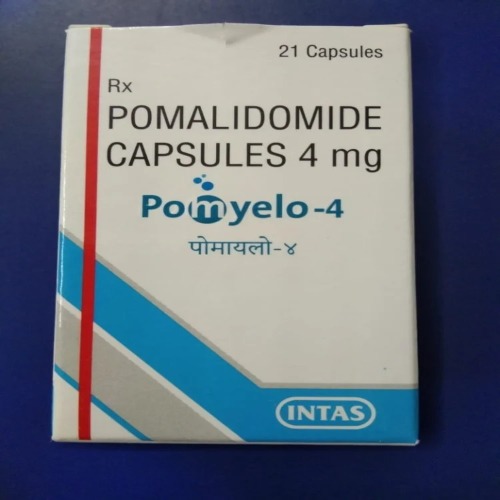 21 Capsules
Rx
POMALIDOMIDE
CAPSULES 4 mg
Pomyelo-4
पोमायलो-४
INTAS